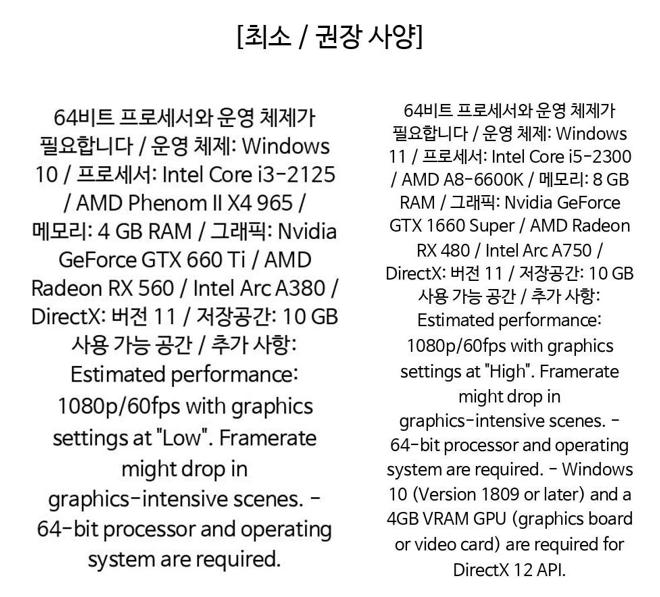 [최소 / 권장 사양]
64비트 프로세서와 운영 체제가
필요합니다 / 운영 체제: Windows
10 / 프로세서: Intel Core i3-2125
/ AMD Phenom II X4 965 /
메모리: 4 GB RAM / 그래픽: Nvidia
GeForce GTX 660 Ti / AMD
Radeon RX 560 / Intel Arc A380 /
DirectX: 버전 11 / 저장공간: 10 GB
사용 가능 공간 / 추가 사항:
Estimated performance:
1080p/60fps with graphics
settings at "Low". Framerate
might drop in
graphics-intensive scenes. -
64-bit processor and operating
system are required.
64비트 프로세서와 운영 체제가
필요합니다 / 운영 체제: Windows
11 / 프로세서: Intel Core i5-2300
/ AMD A8-6600K / 메모리: 8 GB
RAM / 그래픽: Nvidia GeForce
GTX 1660 Super / AMD Radeon
RX 480 / Intel Arc A750 /
DirectX: 버전 11 / 저장공간: 10 GB
사용 가능 공간 / 추가 사항:
Estimated performance:
1080p/60fps with graphics
settings at "High". Framerate
might drop in
graphics-intensive scenes. -
64-bit processor and operating
system are required. - Windows
10 (Version 1809 or later) and a
4GB VRAM GPU (graphics board
or video card) are required for
DirectX 12 API.